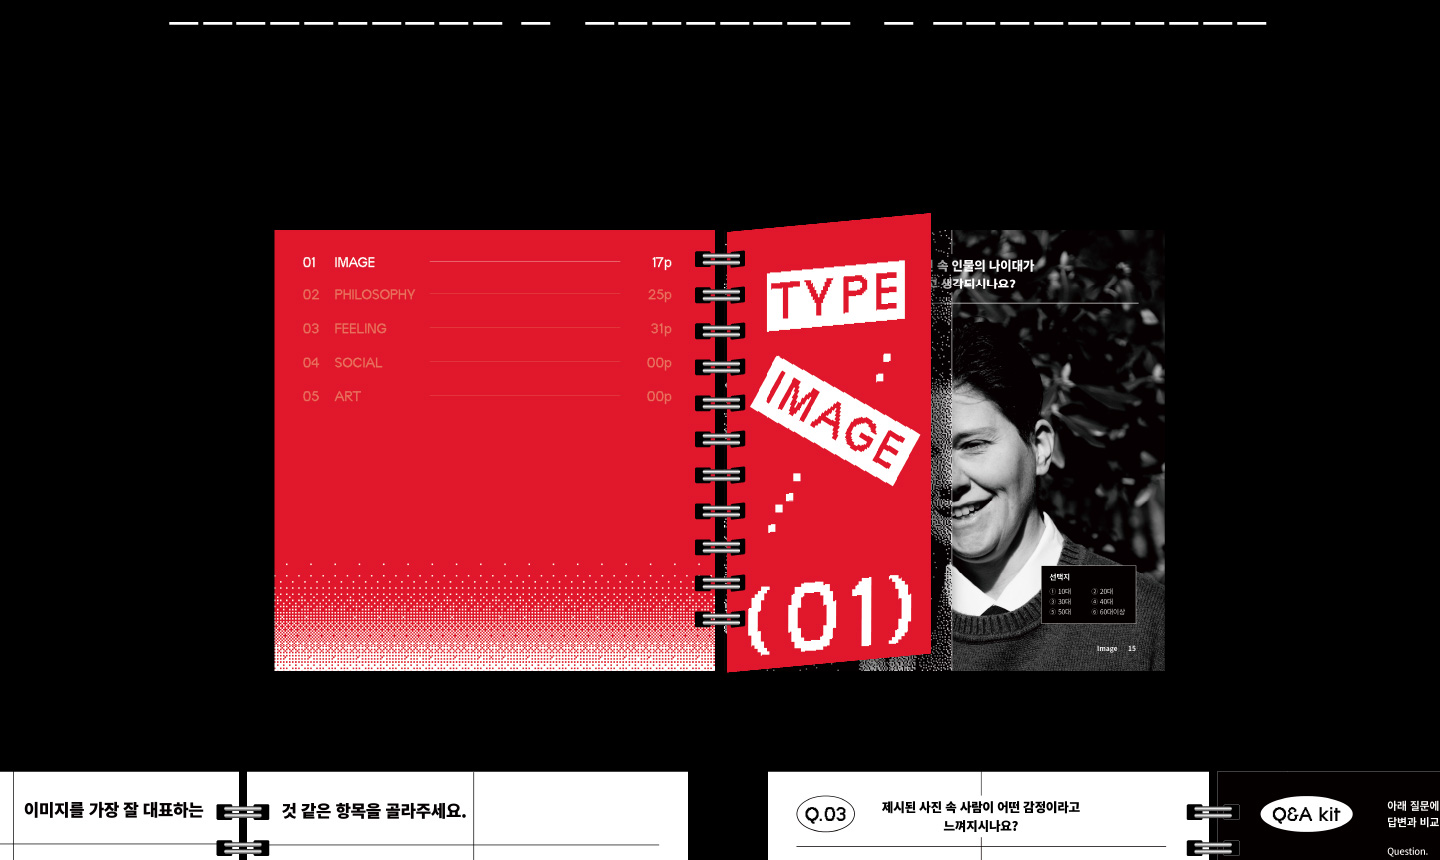 01 IMAGE 17p
02 PHILOSOPHY 25p
03 FEELING 31p
04 SOCIAL 00p
05 ART 00p
TYPE
IMAGE
(01)
속 인물의 나이대가
생각되시나요?
선택지
① 10대 ② 20대
③ 30대 ④ 40대
⑤ 50대 ⑥ 60대이상
Image 15
이미지를 가장 잘 대표하는
것 같은 항목을 골라주세요.
Q.03
제시된 사진 속 사람이 어떤 감정이라고
느껴지시나요?
Q&A kit
아래 질문에
답변과 비교
Question.